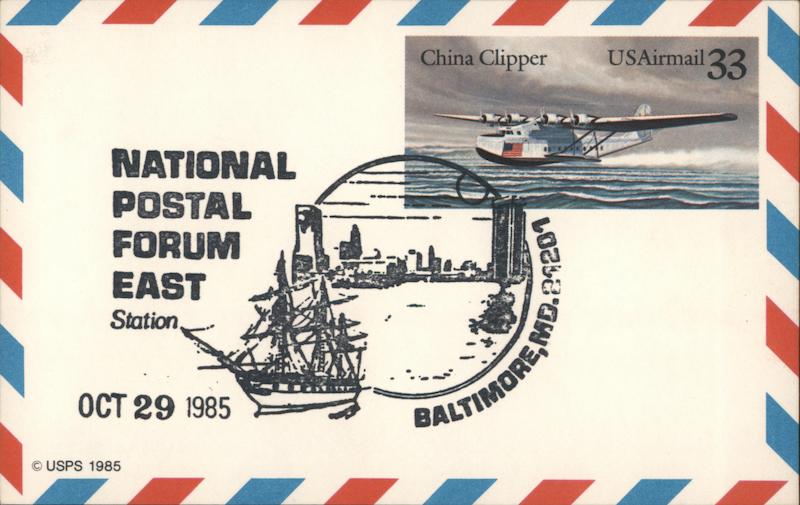 China Clipper
USAirmail 33
NATIONAL
POSTAL
FORUM
EAST
Station
BALTIMORE, MD. 21201
OCT 29 1985
© USPS 1985